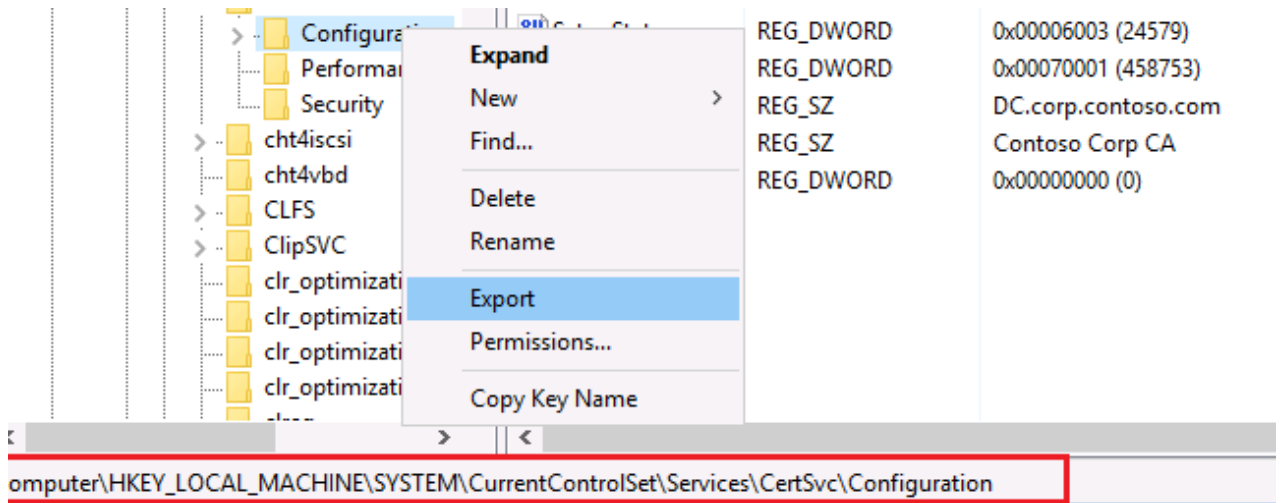 Configura
Expand
REG_DWORD
0x00006003 (24579)
Performa
REG_DWORD
0x00070001 (458753)
Security
New
REG_SZ
DC.corp.contoso.com
cht4iscsi
Find...
REG_SZ
Contoso Corp CA
cht4vbd
REG_DWORD
0x00000000 (0)
CLFS
Delete
ClipSVC
Rename
clr_optimizati
Export
clr_optimizati
clr_optimizati
Permissions...
clr_optimizati
Copy Key Name
omputer\HKEY_LOCAL_MACHINE\SYSTEM\CurrentControlSet\Services\CertSvc\Configuration